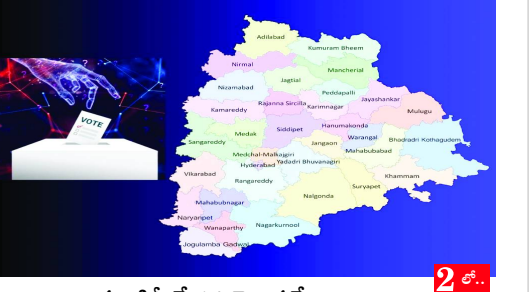 Adilabad
Kumuram Bheem
Nirmal
Mancherial
Jagtial
Nizamabad
Peddapalli
Jayashankar
Rajanna Sircilla
Karimnagar
Kamareddy
Mulugu
Siddipet
Hanumakonda
Medak
Warangal
Bhadradri Kothagudem
Sangareddy
Jangaon
Mahabubabad
Medchal-Malkajgiri
Hyderabad
Yadadri Bhuvanagiri
Vikarabad
Rangareddy
Khammam
Suryapet
Nalgonda
Mahabubnagar
Naryanpet
Wanaparthy
Nagarkurnool
Jogulamba Gadwal
VOTE
2 లో..